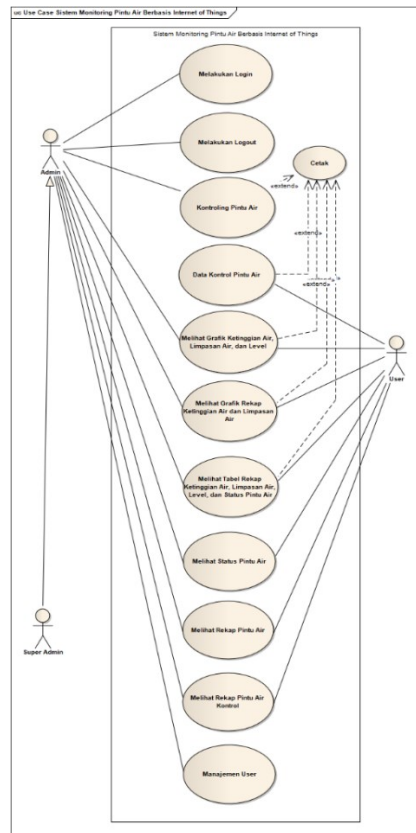 uc Use Case Sistem Monitoring Pintu Air Berbasis Internet of Things
Sistem Monitoring Pintu Air Berbasis Internet of Things
Melakukan Login
Melakukan Logout
Cetak
Admin
«extend»
Kontroling Pintu Air
«extend»
«extend»
Data Kontrol Pintu Air
Melihat Grafik Ketinggian Air,
Limpasan Air, dan Level
User
Melihat Grafik Rekap
Ketinggian Air dan Limpasan
Air
Melihat Tabel Rekap
Ketinggian Air, Limpasan Air,
Level, dan Status Pintu Air
Melihat Status Pintu Air
Melihat Rekap Pintu Air
Super Admin
Melihat Rekap Pintu Air
Kontrol
Manajemen User